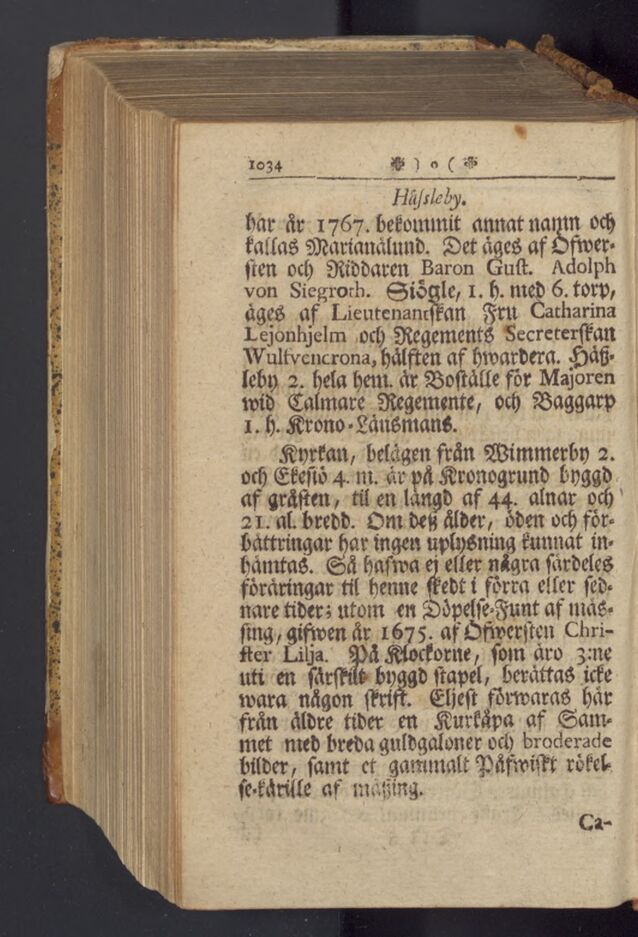 1034 ) o (
Håsleby.
har år 1767. bekommit annat namn och
kallas Marianælund. Det äges af Öfwer-
sten och Riddaren Baron Gust. Adolph
von Siegroth. Siögle, 1. h. med 6. torp,
äges af Lieutenantskan Fru Catharina
Lejonhjelm och Regements Secreterskan
Wulfvencrona, hälften af hwardera. Häß-
leby 2. hela hem. är Boställe för Majoren
wid Calmare Regemente, och Baggarp
1. h. Krono-Länsmans.
Kyrkan, belägen från Wimmerby 2.
och Ekesiö 4. m. är på Kronogrund byggd
af gråsten, til en längd af 44. alnar och
21. al. bredd. Om deß ålder, öden och för-
bättringar har ingen uplysning kunnat in-
hämtas. Så hafwa ej eller några särdeles
föräringar til henne skedt i förra eller sed-
nare tider; utom en Döpelse-Funt af mäs-
sing, gifwen år 1675. af Öfwersten Chri-
ster Lilja. På Klockorne, som äro 3:ne
uti en särskilt byggd stapel, berättas icke
wara någon skrift. Eljest förwaras här
från äldre tider en Kurkåpa af Sam-
met med breda guldgaloner och broderade
bilder, samt et gammalt Påfwiskt rökel-
se-kärille af mäßing.
Ca-